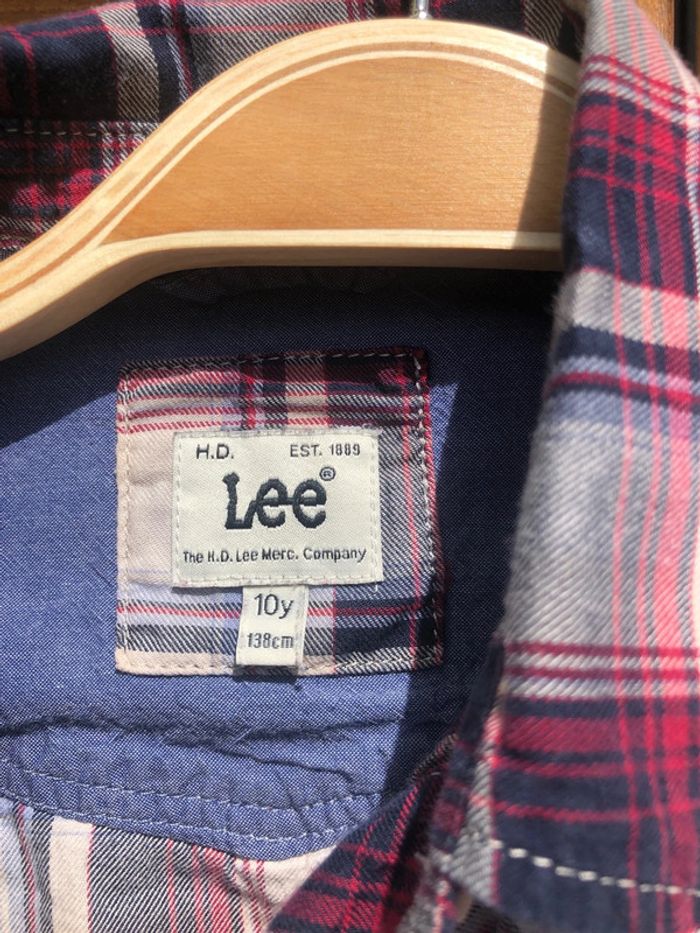 H.D. EST. 1889
Lee®
The H.D. Lee Merc. Company
10y
138cm